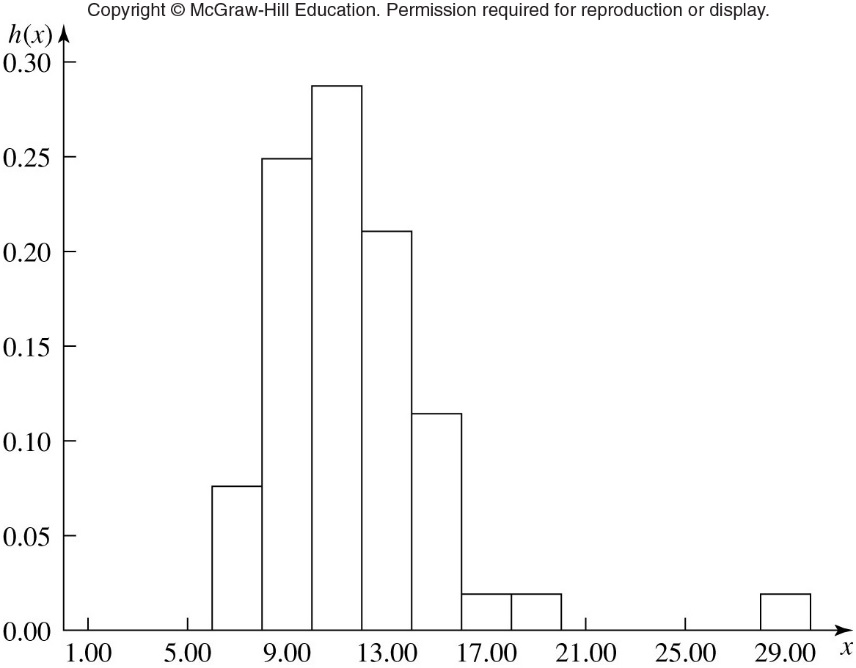 Copyright © McGraw-Hill Education. Permission required for reproduction or display.
h(x)
0.30
0.25
0.20
0.15
0.10
0.05
0.00
1.00 5.00 9.00 13.00 17.00 21.00 25.00 29.00 x